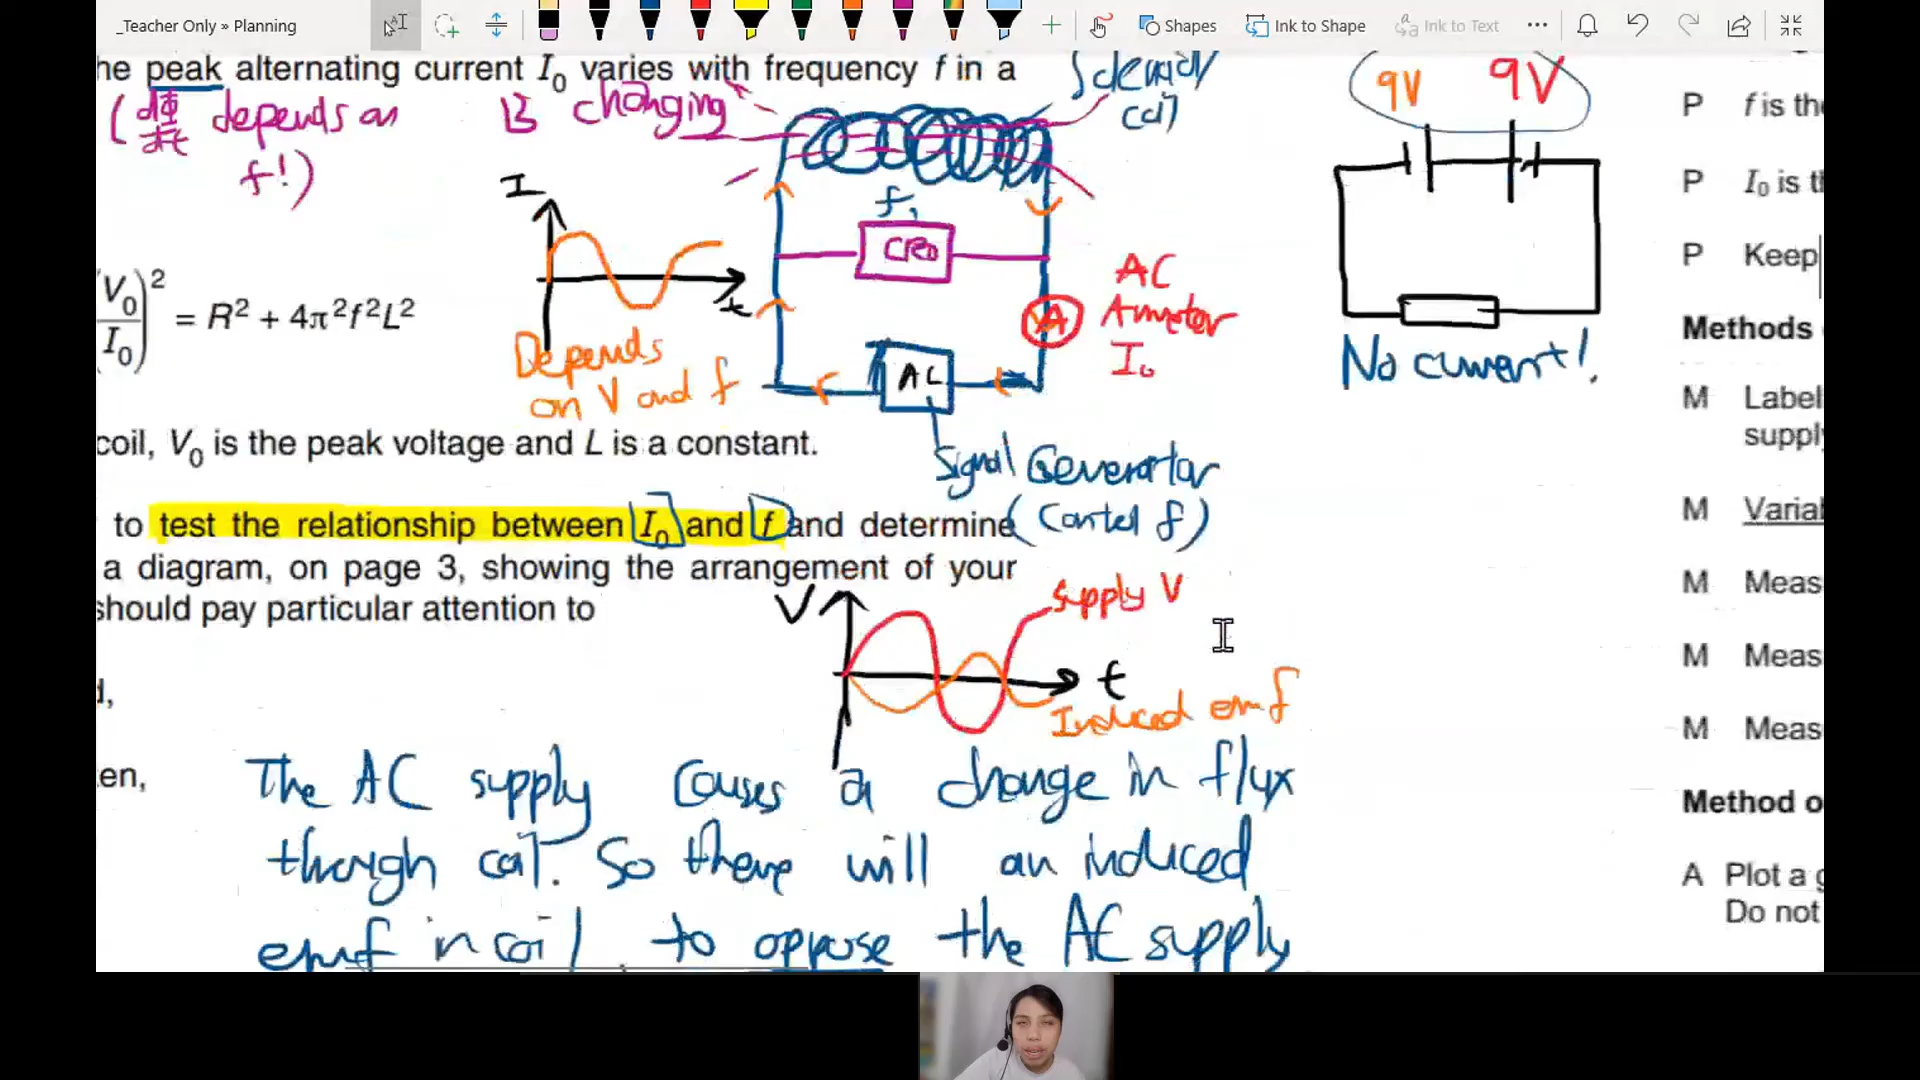 _Teacher Only » Planning
Shapes
Ink to Shape
Ink to Text
he peak alternating current I₀ varies with frequency f in a
(dΦ/dt depends on
f!)
B changing
coil
I
t
Depends
on V and f
f,
CRO
AC
A
AC
Ammeter
I₀
Signal Generator
(Control f)
9V 9V
No current!
(V₀/I₀)² = R² + 4π²f²L²
coil, V₀ is the peak voltage and L is a constant.
to test the relationship between I₀ and f and determine
a diagram, on page 3, showing the arrangement of your
should pay particular attention to
V
supply V
t
Induced emf
d,
ken,
The AC supply causes a change in flux
through coil. So there will an induced
emf in coil, to oppose the AC supply
P f is the
P I₀ is t
P Keep
Methods
M Label
supply
M Varia
M Meas
M Meas
M Meas
Method o
A Plot a g
Do not